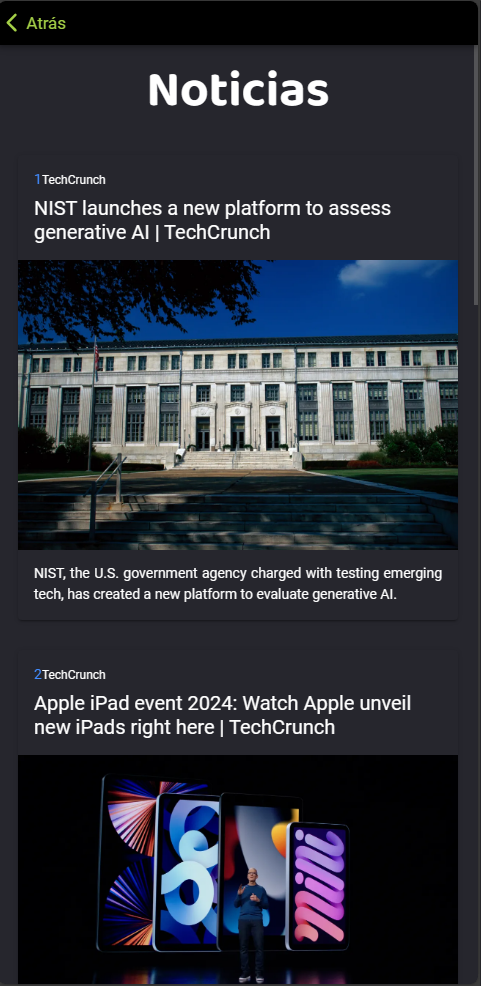 Atrás
Noticias
1TechCrunch
NIST launches a new platform to assess
generative AI | TechCrunch
NIST, the U.S. government agency charged with testing emerging
tech, has created a new platform to evaluate generative AI.
2TechCrunch
Apple iPad event 2024: Watch Apple unveil
new iPads right here | TechCrunch
mini